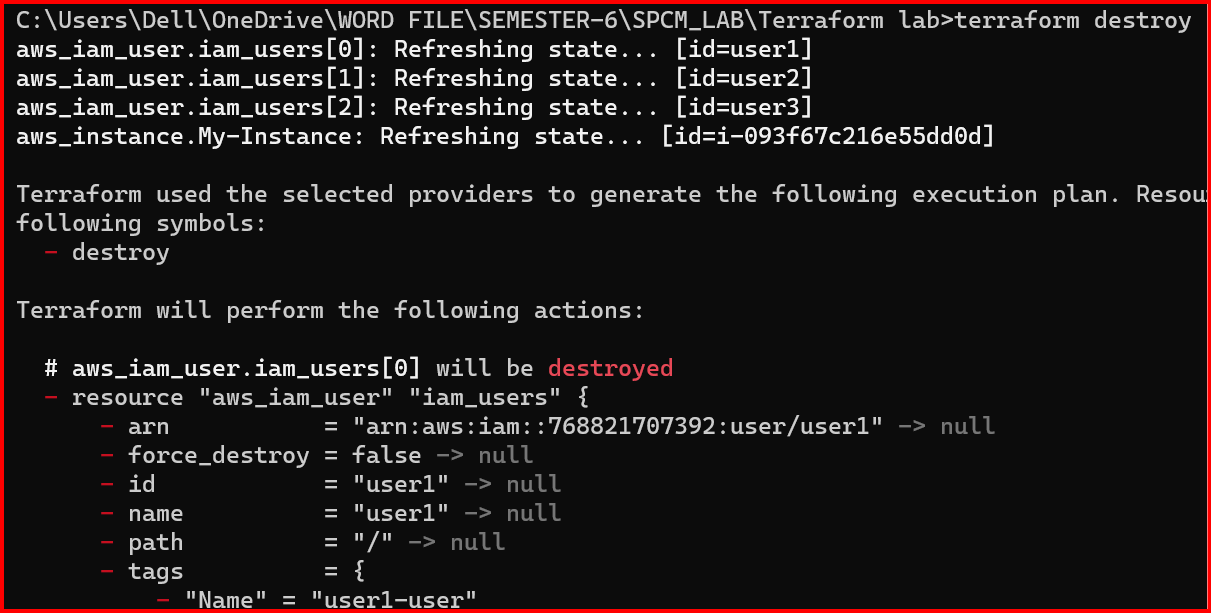 C:\Users\Dell\OneDrive\WORD FILE\SEMESTER-6\SPCM_LAB\Terraform lab>terraform destroy
aws_iam_user.iam_users[0]: Refreshing state... [id=user1]
aws_iam_user.iam_users[1]: Refreshing state... [id=user2]
aws_iam_user.iam_users[2]: Refreshing state... [id=user3]
aws_instance.My-Instance: Refreshing state... [id=i-093f67c216e55dd0d]
Terraform used the selected providers to generate the following execution plan. Resou
following symbols:
- destroy
Terraform will perform the following actions:
# aws_iam_user.iam_users[0] will be destroyed
- resource "aws_iam_user" "iam_users" {
- arn = "arn:aws:iam::768821707392:user/user1" -> null
- force_destroy = false -> null
- id = "user1" -> null
- name = "user1" -> null
- path = "/" -> null
- tags = {
- "Name" = "user1-user"